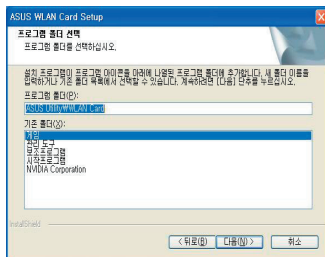 ASUS WLAN Card Setup
프로그램 폴더 선택
프로그램 폴더를 선택하십시오.
설치 프로그램이 프로그램 아이콘을 아래에 나열된 프로그램 폴더에 추가합니다. 새 폴더 이름을
입력하거나 기존 폴더 목록에서 선택할 수 있습니다. 계속하려면 [다음] 단추를 누르십시오.
프로그램 폴더(P):
ASUS Utility₩WLAN Card
기존 폴더(X):
게임
관리 도구
보조프로그램
시작프로그램
NVIDIA Corporation
InstallShield
< 뒤로(B)
다음(N) >
취소